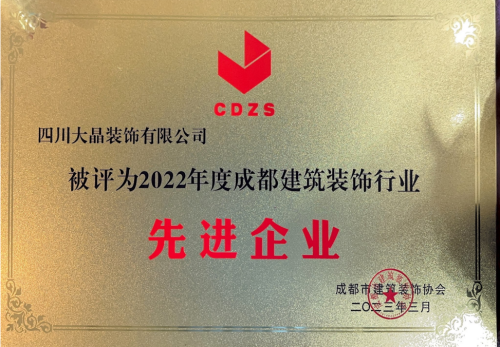 CDZS
四川大晶装饰有限公司
被评为2022年度成都建筑装饰行业
先进企业
成都市建筑装饰协会
二〇二三年三月